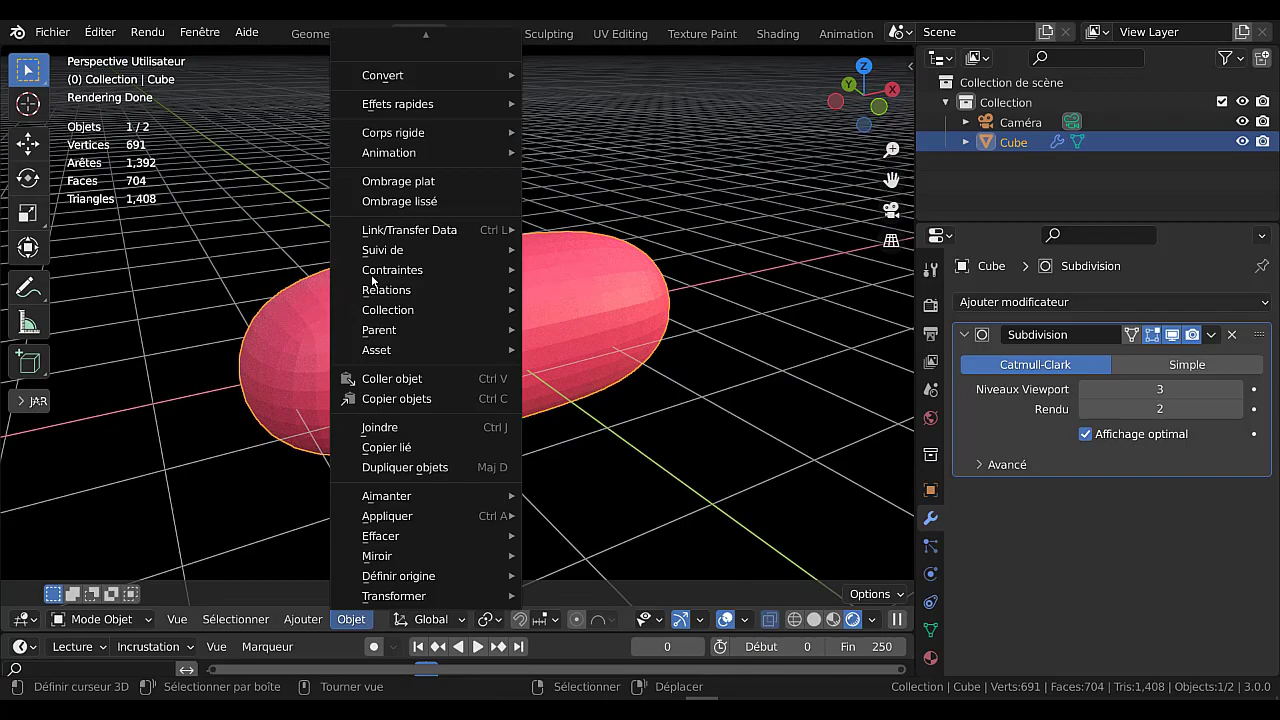 Fichier Éditer Rendu Fenêtre Aide Geome Sculpting UV Editing Texture Paint Shading Animation Scene View Layer
Perspective Utilisateur
(0) Collection | Cube
Rendering Done
Objets 1 / 2
Vertices 691
Arêtes 1,392
Faces 704
Triangles 1,408
JAR
Convert
Effets rapides
Corps rigide
Animation
Ombrage plat
Ombrage lissé
Link/Transfer Data Ctrl L
Suivi de
Contraintes
Relations
Collection
Parent
Asset
Coller objet Ctrl V
Copier objets Ctrl C
Joindre Ctrl J
Copier lié
Dupliquer objets Maj D
Aimanter
Appliquer Ctrl A
Effacer
Miroir
Définir origine
Transformer
Z
Y
X
Options
Collection de scène
Collection
Caméra
Cube
Cube Subdivision
Ajouter modificateur
Subdivision
Catmull-Clark Simple
Niveaux Viewport 3
Rendu 2
Affichage optimal
Avancé
Mode Objet Vue Sélectionner Ajouter Objet Global
Lecture Incrustation Vue Marqueur 0 Début 0 Fin 250
Définir curseur 3D Sélectionner par boîte Tourner vue Sélectionner Déplacer Collection | Cube | Verts:691 | Faces:704 | Tris:1,408 | Objects:1/2 | 3.0.0